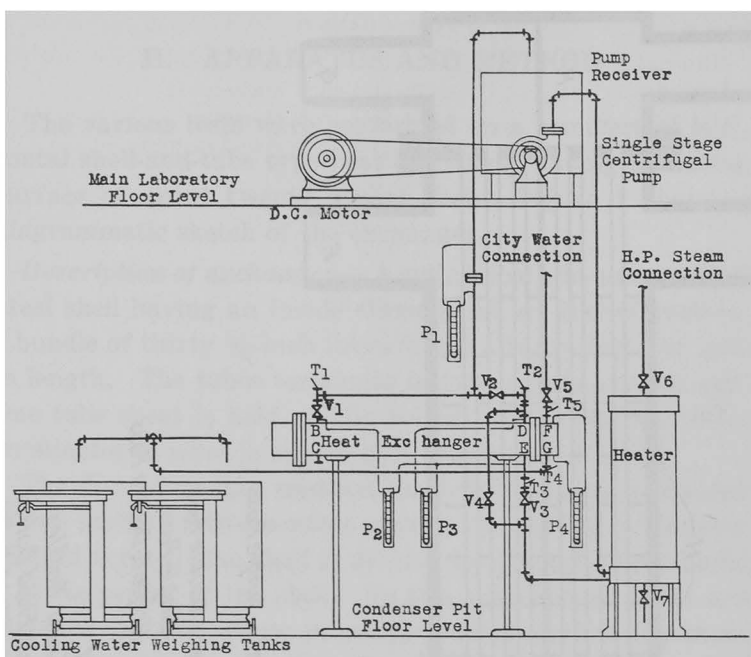 Pump
Receiver
Single Stage
Centrifugal
Pump
Main Laboratory
Floor Level
D.C. Motor
City Water
Connection
H.P. Steam
Connection
P1
T1
V2
T2
V6
V1
V5
T5
B
D
F
Heat Exchanger
C
E
G
Heater
T4
T3
V4
V3
P2
P3
P4
V7
Condenser Pit
Floor Level
Cooling Water Weighing Tanks